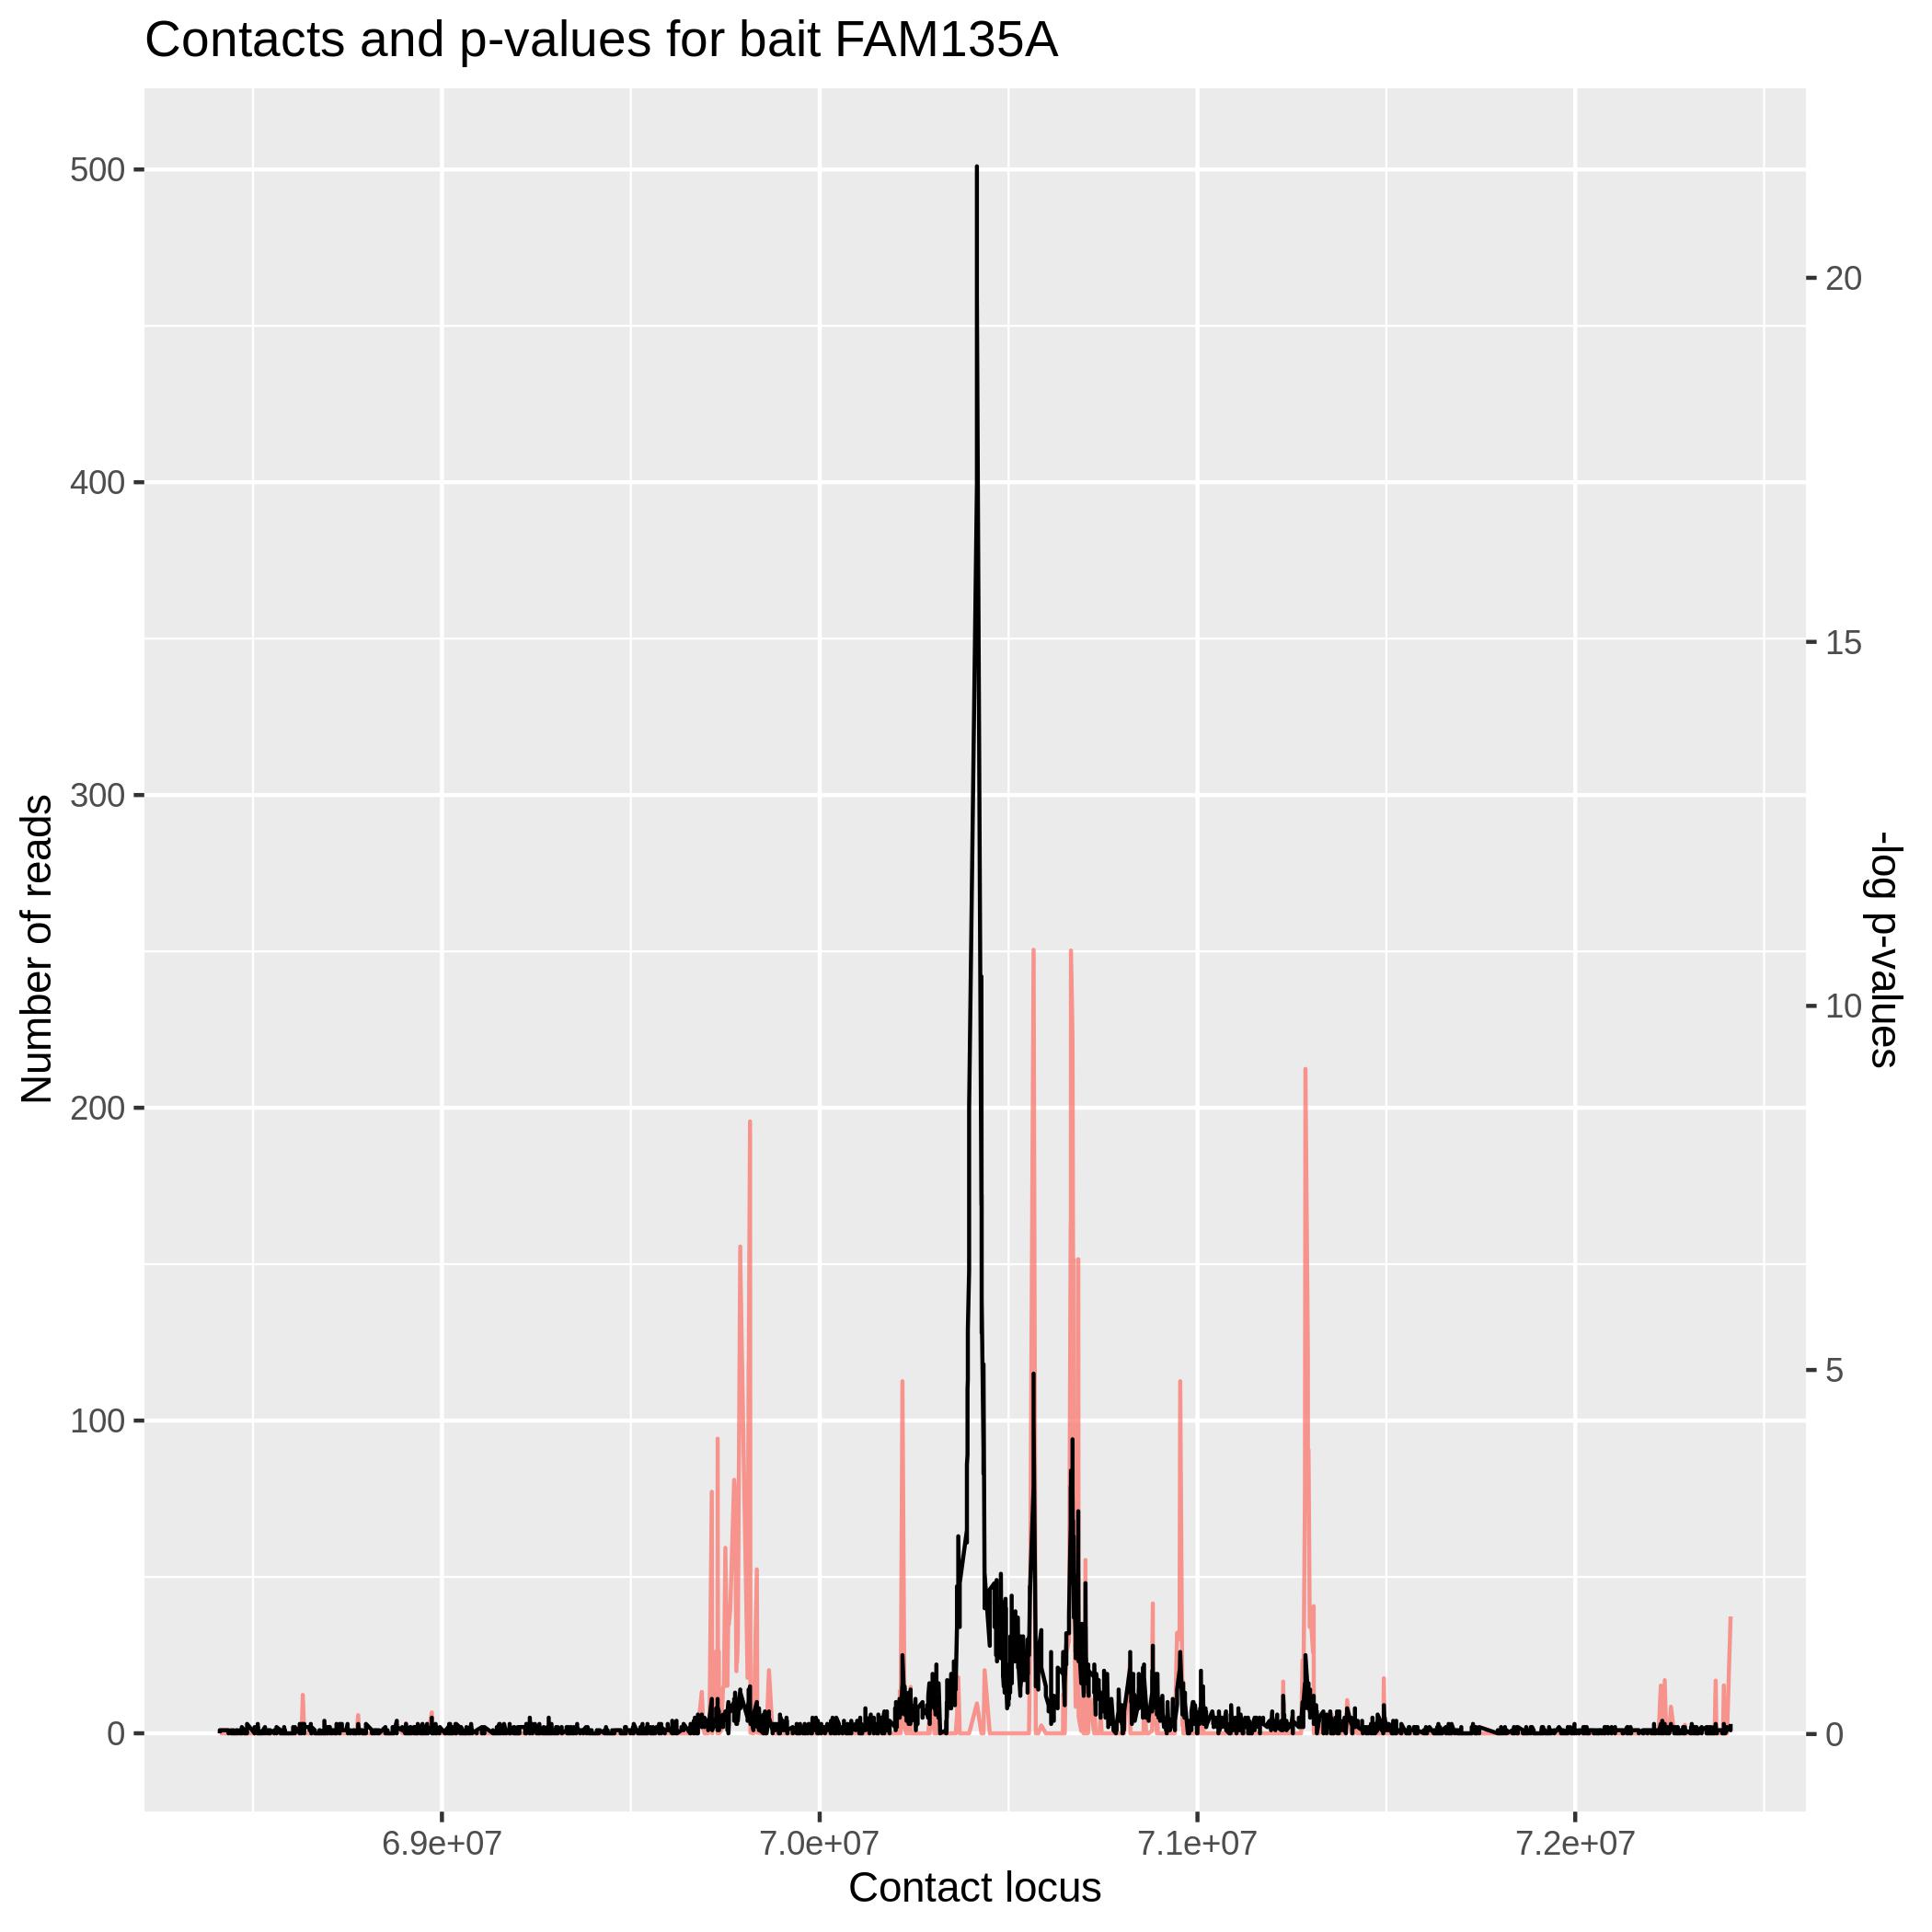 Contacts and p-values for bait FAM135A
500
400
300
200
100
0
Number of reads
20
15
10
5
0
-log p-values
6.9e+07
7.0e+07
7.1e+07
7.2e+07
Contact locus